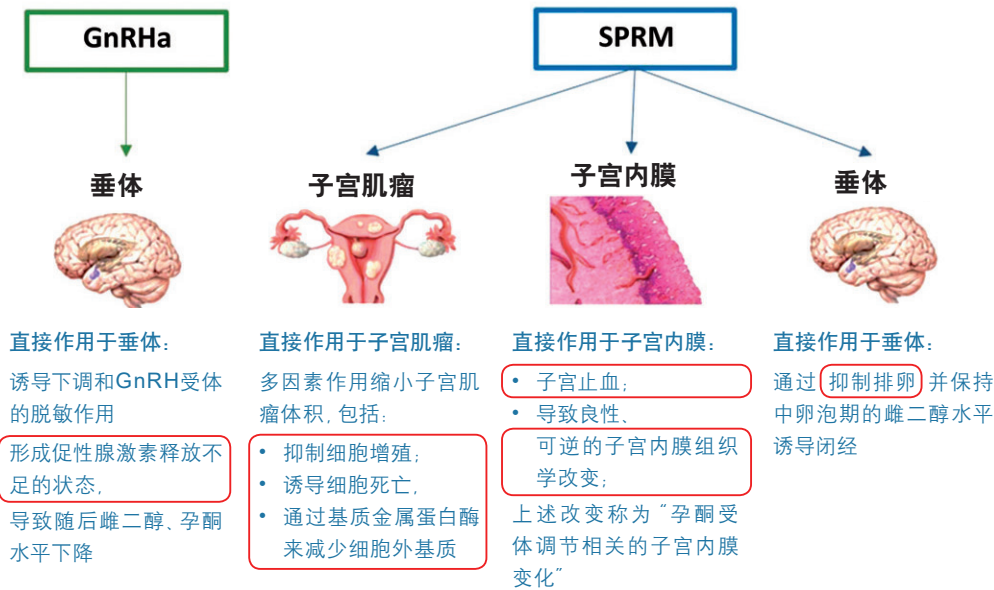 GnRHa
SPRM
垂体
子宫肌瘤
子宫内膜
垂体
直接作用于垂体:
诱导下调和GnRH受体
的脱敏作用
形成促性腺激素释放不
足的状态,
导致随后雌二醇、孕酮
水平下降
直接作用于子宫肌瘤:
多因素作用缩小子宫肌
瘤体积, 包括:
• 抑制细胞增殖;
• 诱导细胞死亡,
• 通过基质金属蛋白酶
来减少细胞外基质
直接作用于子宫内膜:
• 子宫止血;
• 导致良性、
可逆的子宫内膜组织
学改变;
上述改变称为“孕酮受
体调节相关的子宫内膜
变化”
直接作用于垂体:
通过抑制排卵并保持
中卵泡期的雌二醇水平
诱导闭经